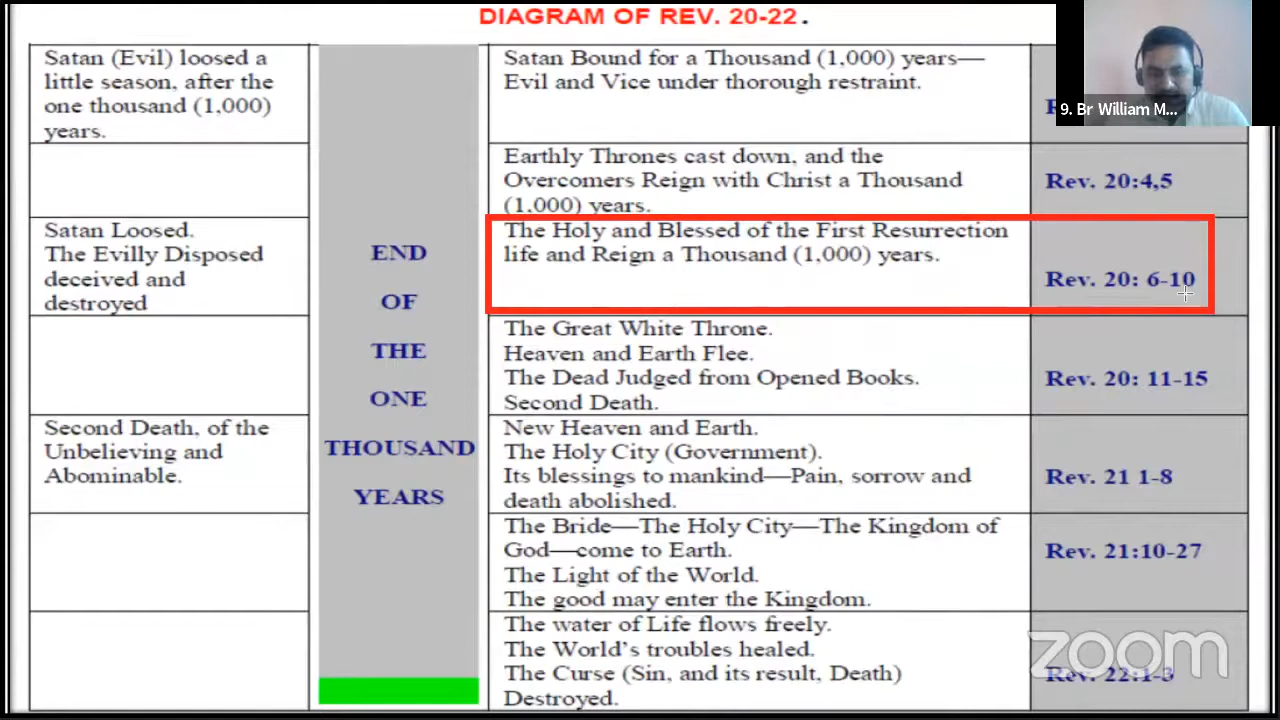 DIAGRAM OF REV. 20-22 .
9. Br William M...
Satan (Evil) loosed a
little season, after the
one thousand (1,000)
years.
Satan Bound for a Thousand (1,000) years—
Evil and Vice under thorough restraint.
Earthly Thrones cast down, and the
Overcomers Reign with Christ a Thousand
(1,000) years.
Rev. 20:4,5
Satan Loosed.
The Evilly Disposed
deceived and
destroyed
END
OF
THE
ONE
THOUSAND
YEARS
The Holy and Blessed of the First Resurrection
life and Reign a Thousand (1,000) years.
Rev. 20: 6-10
The Great White Throne.
Heaven and Earth Flee.
The Dead Judged from Opened Books.
Second Death.
Rev. 20: 11-15
Second Death, of the
Unbelieving and
Abominable.
New Heaven and Earth.
The Holy City (Government).
Its blessings to mankind—Pain, sorrow and
death abolished.
Rev. 21 1-8
The Bride—The Holy City—The Kingdom of
God—come to Earth.
The Light of the World.
The good may enter the Kingdom.
Rev. 21:10-27
The water of Life flows freely.
The World's troubles healed.
The Curse (Sin, and its result, Death)
Destroyed.
Rev. 22:1-3
zoom